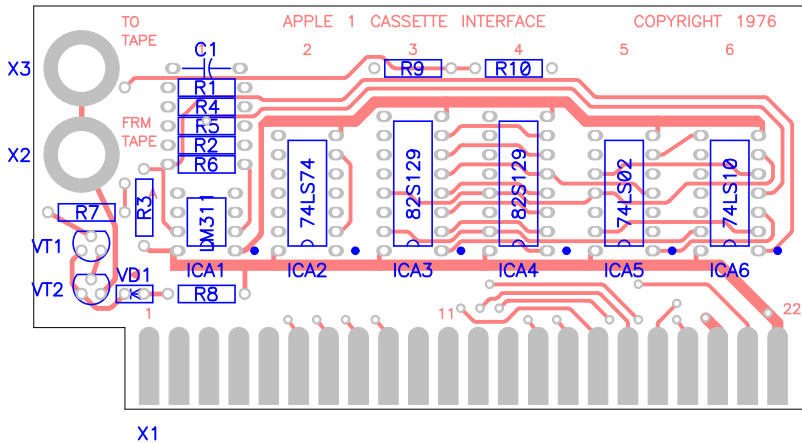 TO TAPE
APPLE 1 CASSETTE INTERFACE
COPYRIGHT 1976
C1
1
2
3
4
5
6
X3
R9
R10
R1
R4
FRM TAPE
R5
R2
X2
R6
74LS74
82S129
82S129
74LS02
74LS10
R3
LM311
R7
VT1
ICA1
ICA2
ICA3
ICA4
ICA5
ICA6
VT2
VD1
R8
1
11
22
X1